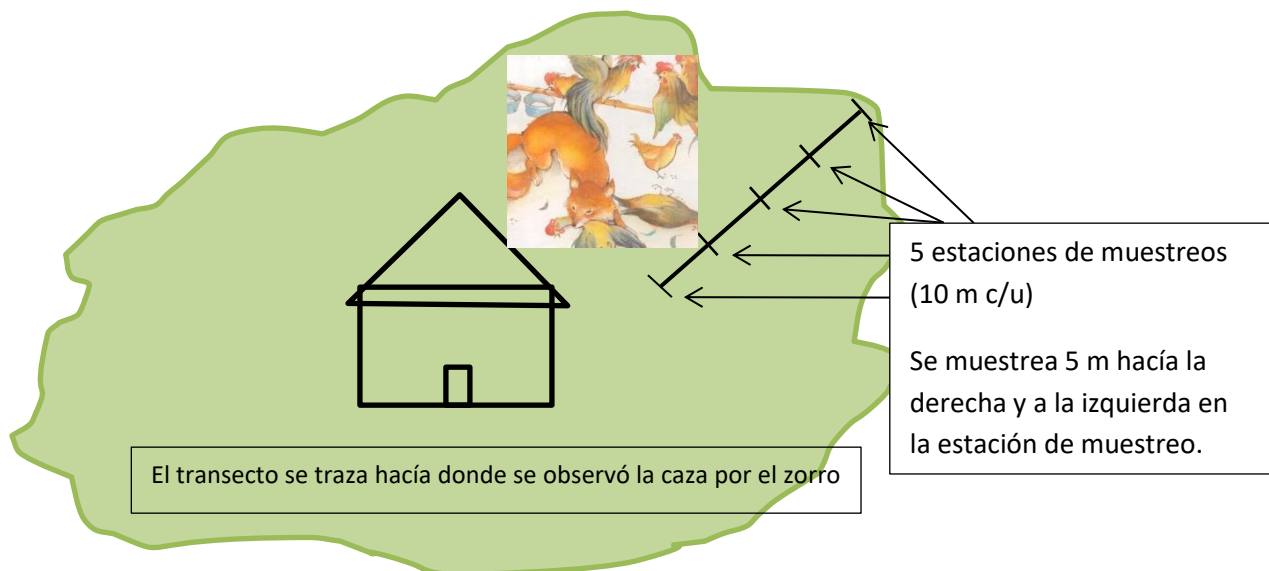 5 estaciones de muestreos
(10 m c/u)
Se muestrea 5 m hacía la
derecha y a la izquierda en
la estación de muestreo.
El transecto se traza hacía donde se observó la caza por el zorro